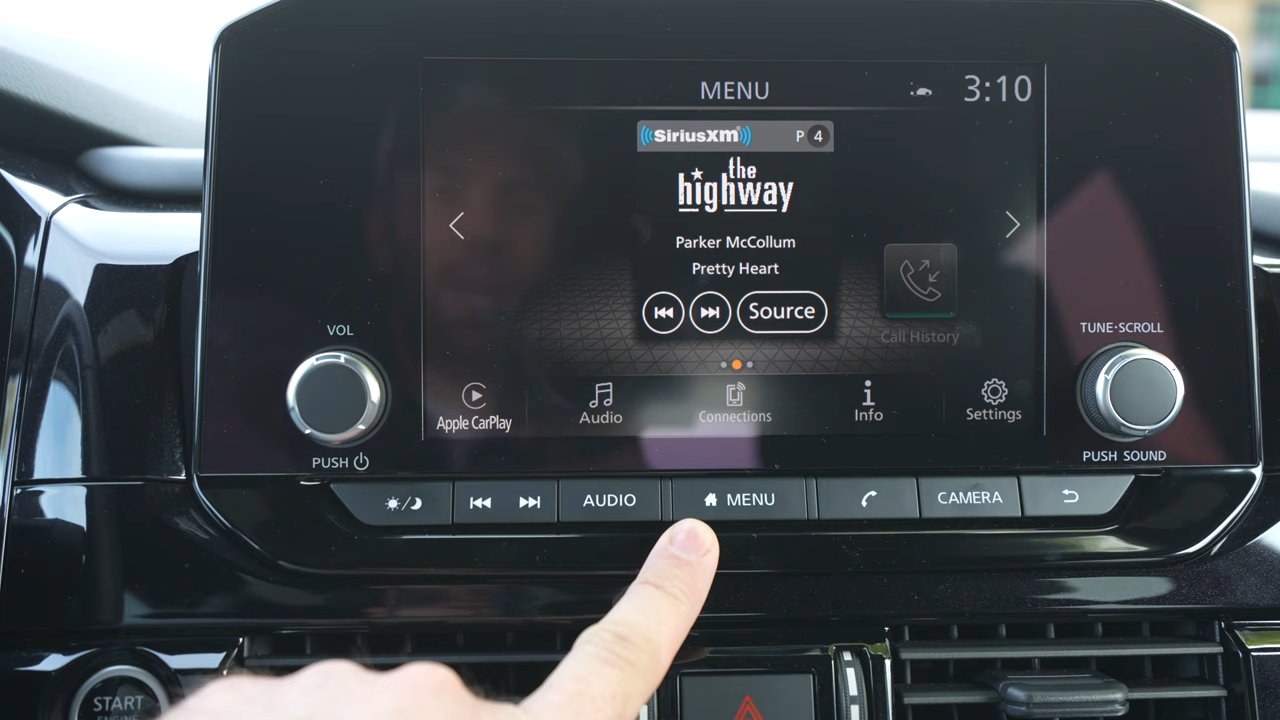 MENU
3:10
SiriusXM
P 4
the
highway
Parker McCollum
Pretty Heart
Source
Call History
Apple CarPlay
Audio
Connections
Info
Settings
VOL
PUSH
TUNE·SCROLL
PUSH SOUND
AUDIO
MENU
CAMERA
START
ENGINE